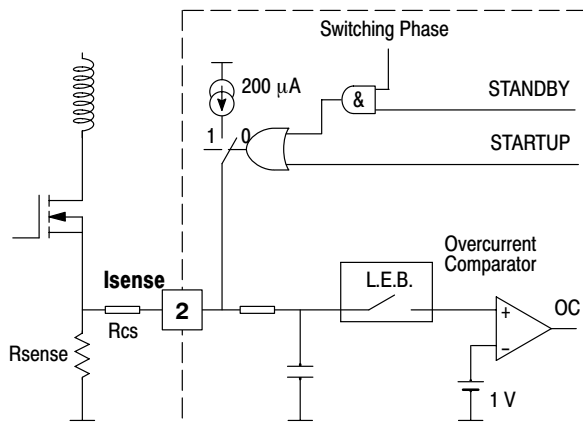 Switching Phase
200 µA
&
STANDBY
1 0
STARTUP
Overcurrent
Comparator
Isense
L.E.B.
2
+
OC
Rcs
−
Rsense
1 V